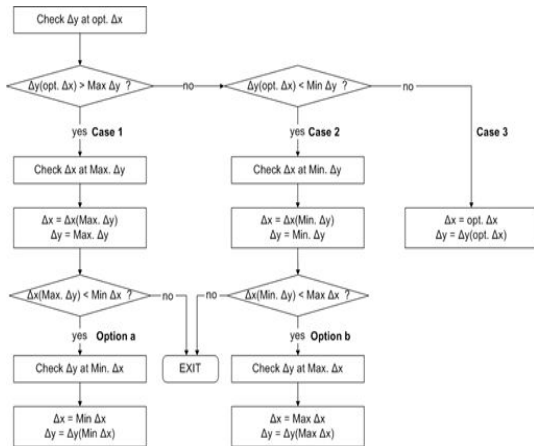 Check Δy at opt. Δx
Δy(opt. Δx) > Max Δy ?
no
Δy(opt. Δx) < Min Δy ?
no
yes Case 1
yes Case 2
Case 3
Check Δx at Max. Δy
Check Δx at Min. Δy
Δx = Δx(Max. Δy)
Δy = Max. Δy
Δx = Δx(Min. Δy)
Δy = Min. Δy
Δx = opt. Δx
Δy = Δy(opt. Δx)
Δx(Max. Δy) < Min Δx ?
no
no
Δx(Min. Δy) < Max Δx ?
yes Option a
yes Option b
Check Δy at Min. Δx
EXIT
Check Δy at Max. Δx
Δx = Min Δx
Δy = Δy(Min Δx)
Δx = Max Δx
Δy = Δy(Max Δx)